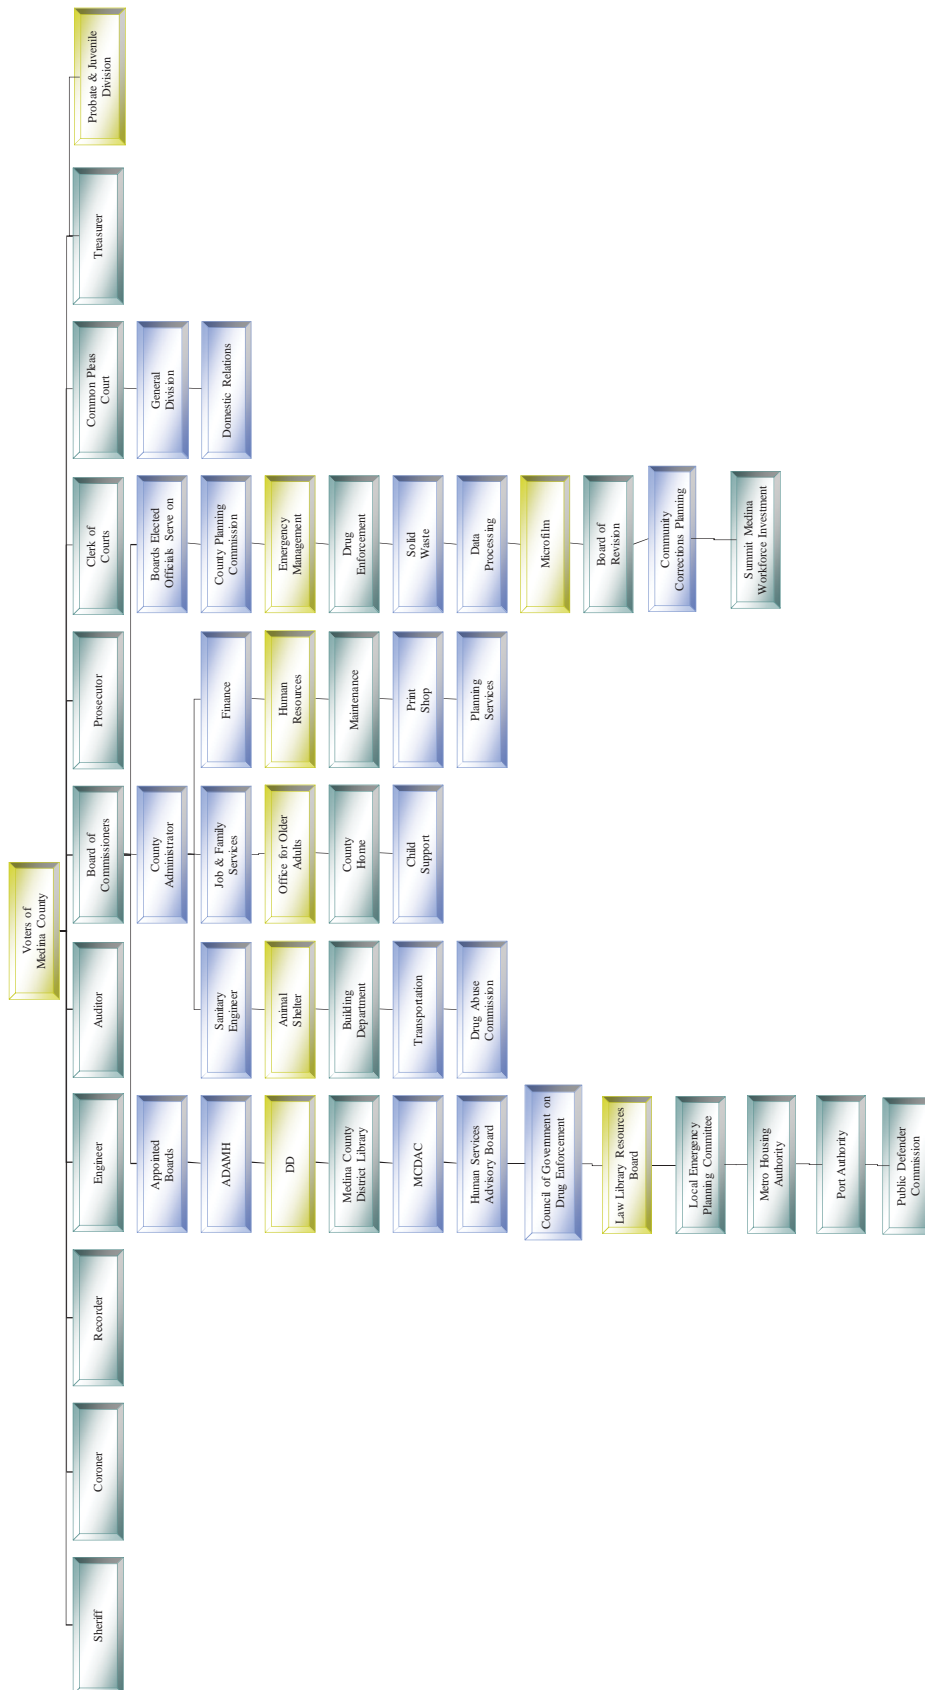 Voters of
Medina County
Sheriff
Coroner
Recorder
Engineer
Auditor
Board of
Commissioners
Prosecutor
Clerk of
Courts
Common Pleas
Court
Treasurer
Probate & Juvenile
Division
Appointed
Boards
ADAMH
DD
Medina County
District Library
MCDAC
Human Services
Advisory Board
Council of Government on
Drug Enforcement
Law Library Resources
Board
Local Emergency
Planning Committee
Metro Housing
Authority
Port Authority
Public Defender
Commission
County
Administrator
Sanitary
Engineer
Animal
Shelter
Building
Department
Transportation
Drug Abuse
Commission
Job & Family
Services
Office for Older
Adults
County
Home
Child
Support
Finance
Human
Resources
Maintenance
Print
Shop
Planning
Services
Boards Elected
Officials Serve on
County Planning
Commission
Emergency
Management
Drug
Enforcement
Solid
Waste
Data
Processing
Microfilm
Board of
Revision
Community
Corrections Planning
Summit Medina
Workforce Investment
General
Division
Domestic Relations